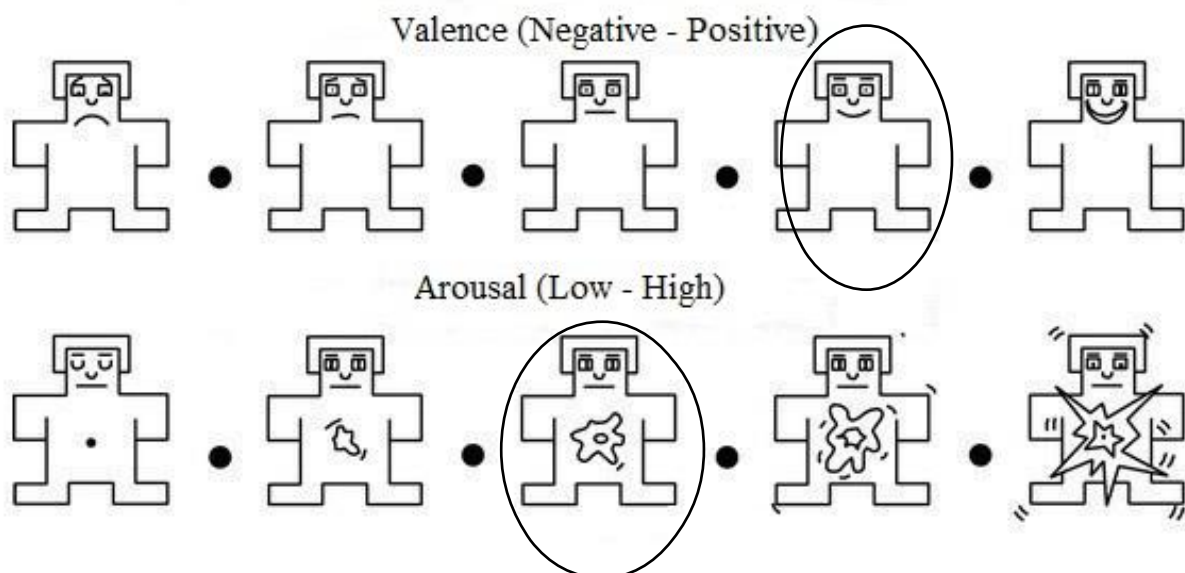 Valence (Negative - Positive)
Arousal (Low - High)